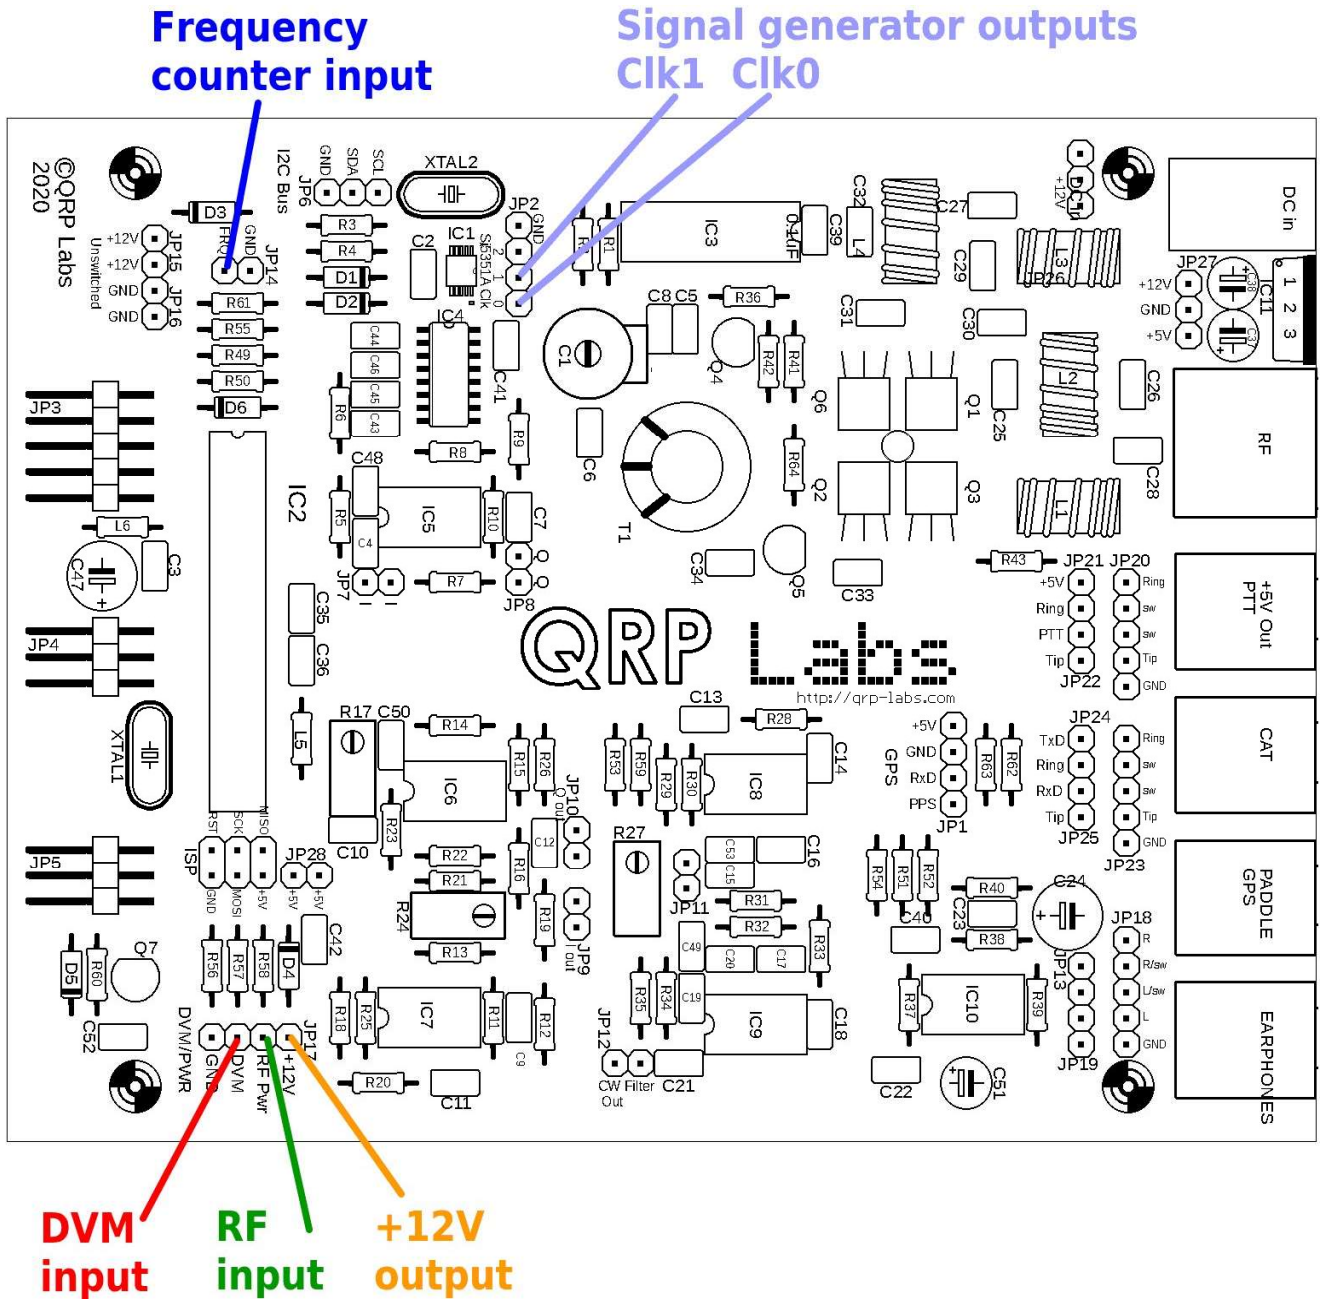 Frequency
counter input
Signal generator outputs
Clk1 Clk0
©QRP Labs
2020
D3
FRQ
GND
JP14
+12V
+12V
GND
GND
JP15
JP16
Unswitched
I2C Bus
GND
SDA
SCL
JP6
XTAL2
R3
R4
D1
D2
C2
IC1
Si5351A Clk
JP2
GND
2
1
0
R1
IC3
0.1uF
C39
C32
L4
C27
C29
L3
JP26
+12V
DC in
R61
R55
R49
R50
D6
C44
C46
C45
C43
IC4
C41
R6
R8
R9
C1
C8
C5
C6
R36
Q4
R42
R41
R64
C31
C30
Q6
Q1
Q2
Q3
C25
L2
C26
C28
JP27
+12V
GND
+5V
C38
C37
IC11
1
2
3
RF
JP3
L6
C47
+
C3
IC2
C48
R5
C4
IC5
R10
C7
JP7
I
I
R7
Q
Q
JP8
T1
C34
Q5
C33
R43
L1
JP21
+5V
Ring
PTT
Tip
JP22
JP20
Ring
sw
sw
Tip
GND
+5V Out
PTT
JP4
C35
C36
QRP Labs
http://qrp-labs.com
XTAL1
L5
R17
C50
R14
IC6
R15
R26
R23
C10
R22
R21
R24
R13
R16
C12
JP10
Q out
R19
JP9
I out
C13
R28
R53
R59
R29
R30
IC8
C14
R27
JP11
C53
C15
C16
R31
R32
C49
C20
C17
R33
R35
R34
C19
IC9
C18
JP12
CW Filter
Out
C21
GPS
+5V
GND
RxD
PPS
JP1
R63
R62
JP24
TxD
Ring
RxD
Tip
JP25
Ring
sw
sw
Tip
GND
JP23
CAT
R54
R51
R52
C40
R40
C23
R38
C24
+
R37
IC10
R39
C22
C51
+
JP13
JP19
JP18
R
R/sw
L/sw
L
GND
PADDLE
GPS
EARPHONES
JP5
ISP
RST
SCK
MISO
GND
MOSI
+5V
JP28
+5V
+5V
C42
D5
R60
Q7
C52
R56
R57
R58
D4
DVM/PWR
GND
DVM
RF Pwr
+12V
JP17
R18
R25
IC7
R11
C9
R12
R20
C11
DVM
input
RF
input
+12V
output